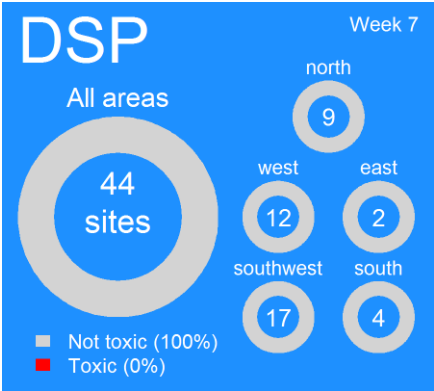 DSP
Week 7
All areas
44
sites
north
9
west
12
east
2
southwest
17
south
4
Not toxic (100%)
Toxic (0%)